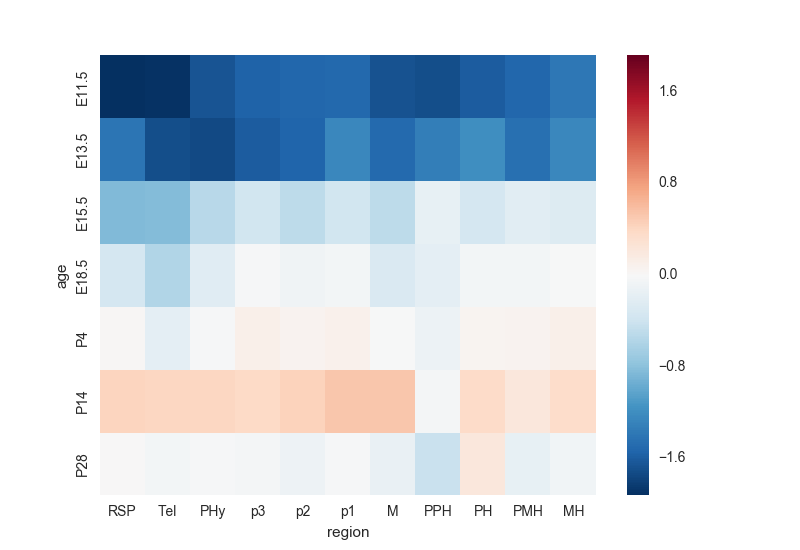 age
E11.5
E13.5
E15.5
E18.5
P4
P14
P28
RSP Tel PHy p3 p2 p1 M PPH PH PMH MH
region
1.6
0.8
0.0
−0.8
−1.6